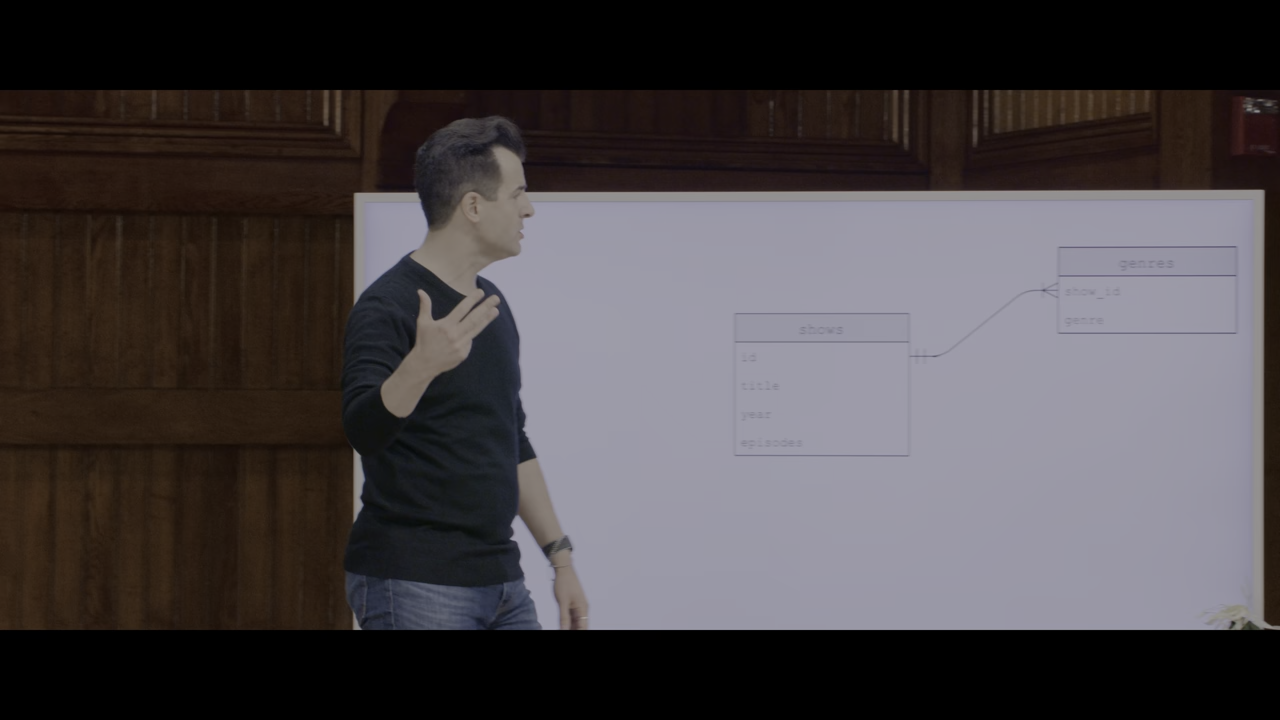 genres
show_id
genre
shows
id
title
year
episodes